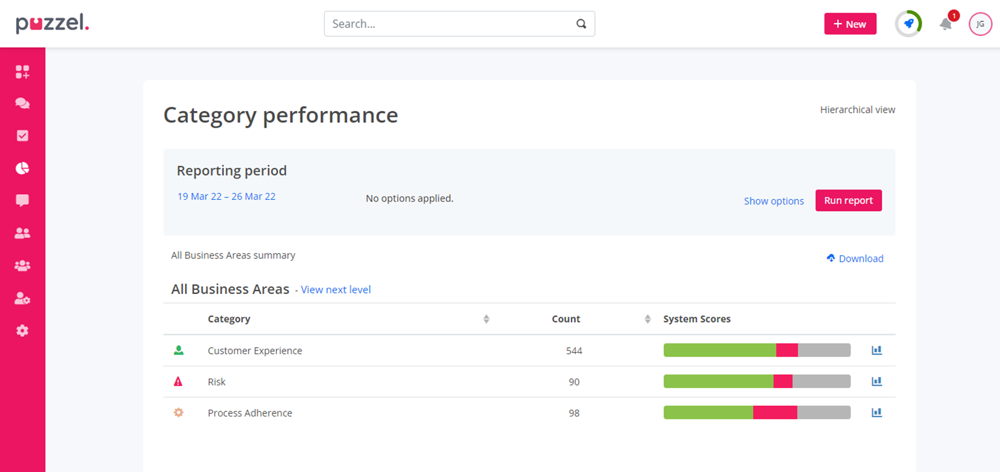 puzzel.
Search...
+ New
1
JG
Category performance
Hierarchical view
Reporting period
19 Mar 22 – 26 Mar 22
No options applied.
Show options
Run report
All Business Areas summary
Download
All Business Areas - View next level
Category Count System Scores
Customer Experience 544
Risk 90
Process Adherence 98